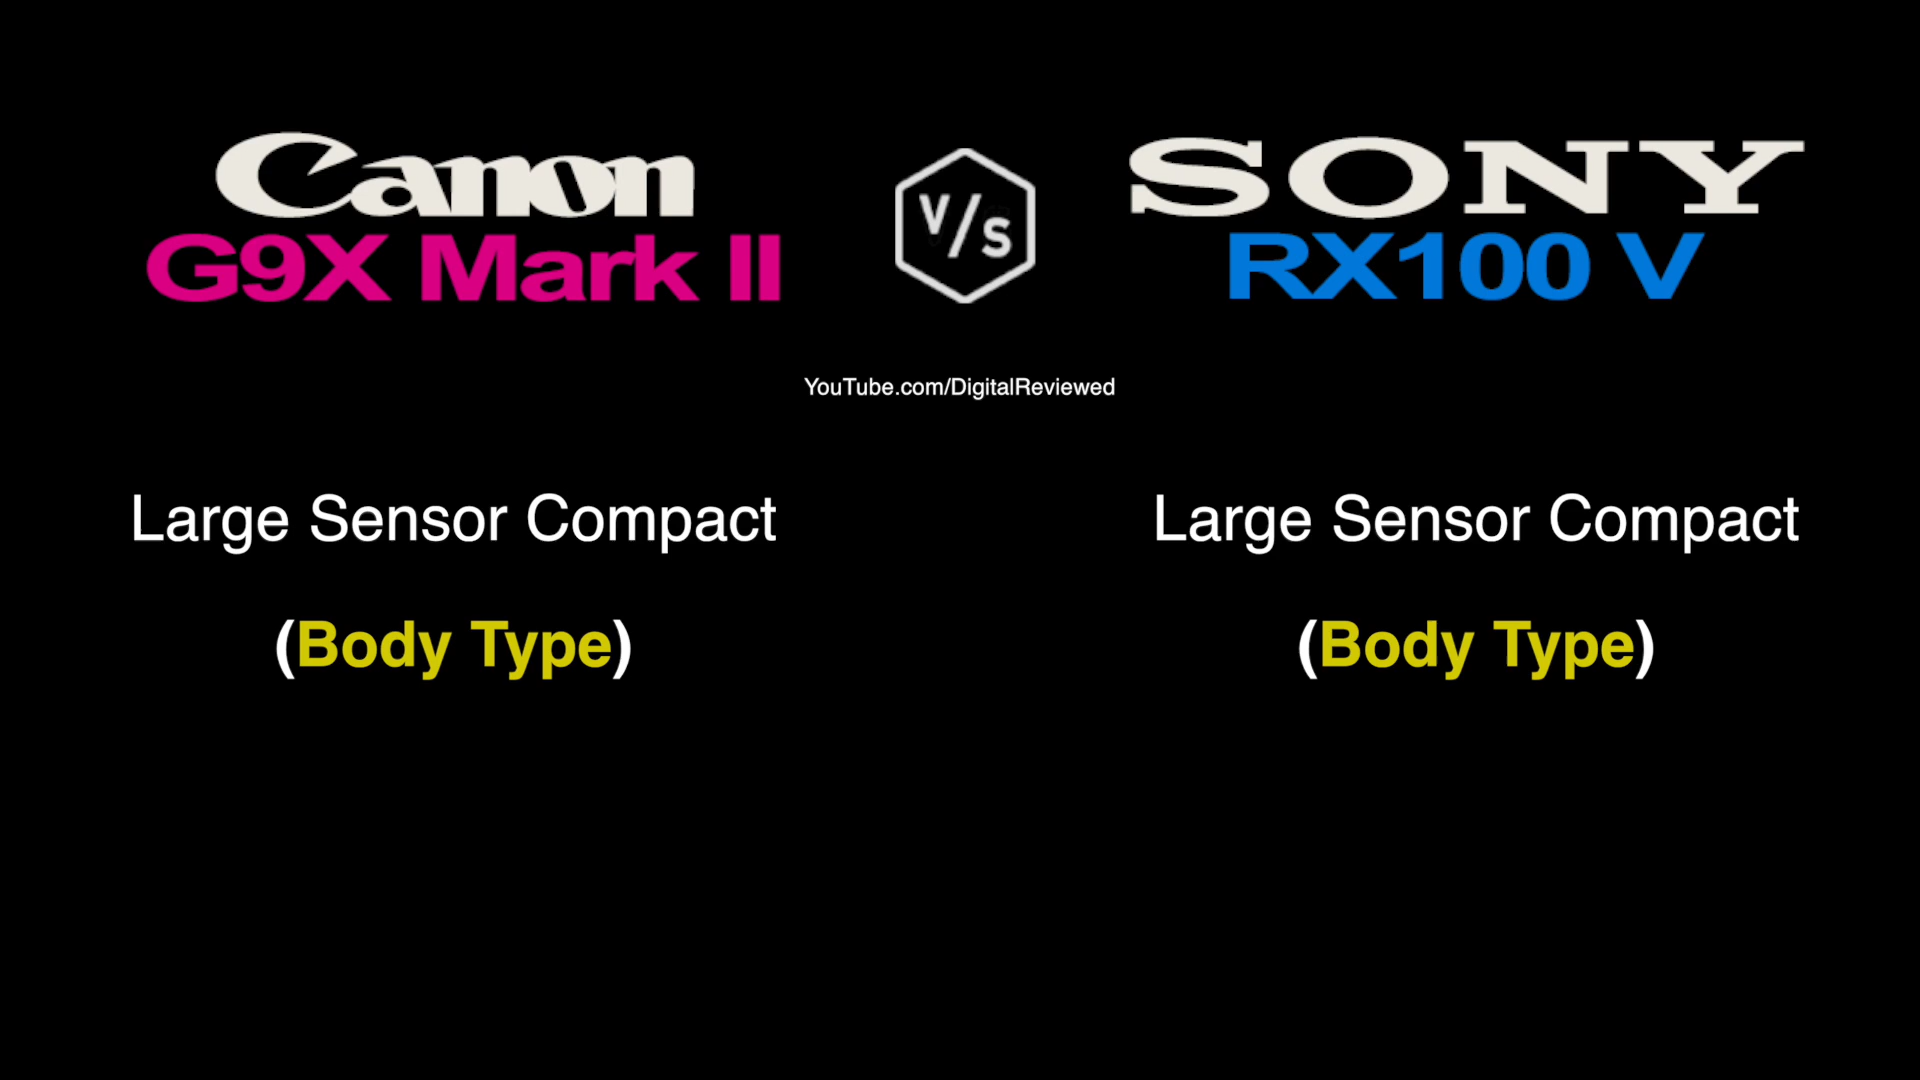 Canon
G9X Mark II
V/S
SONY
RX100 V
YouTube.com/DigitalReviewed
Large Sensor Compact
(Body Type)
Large Sensor Compact
(Body Type)